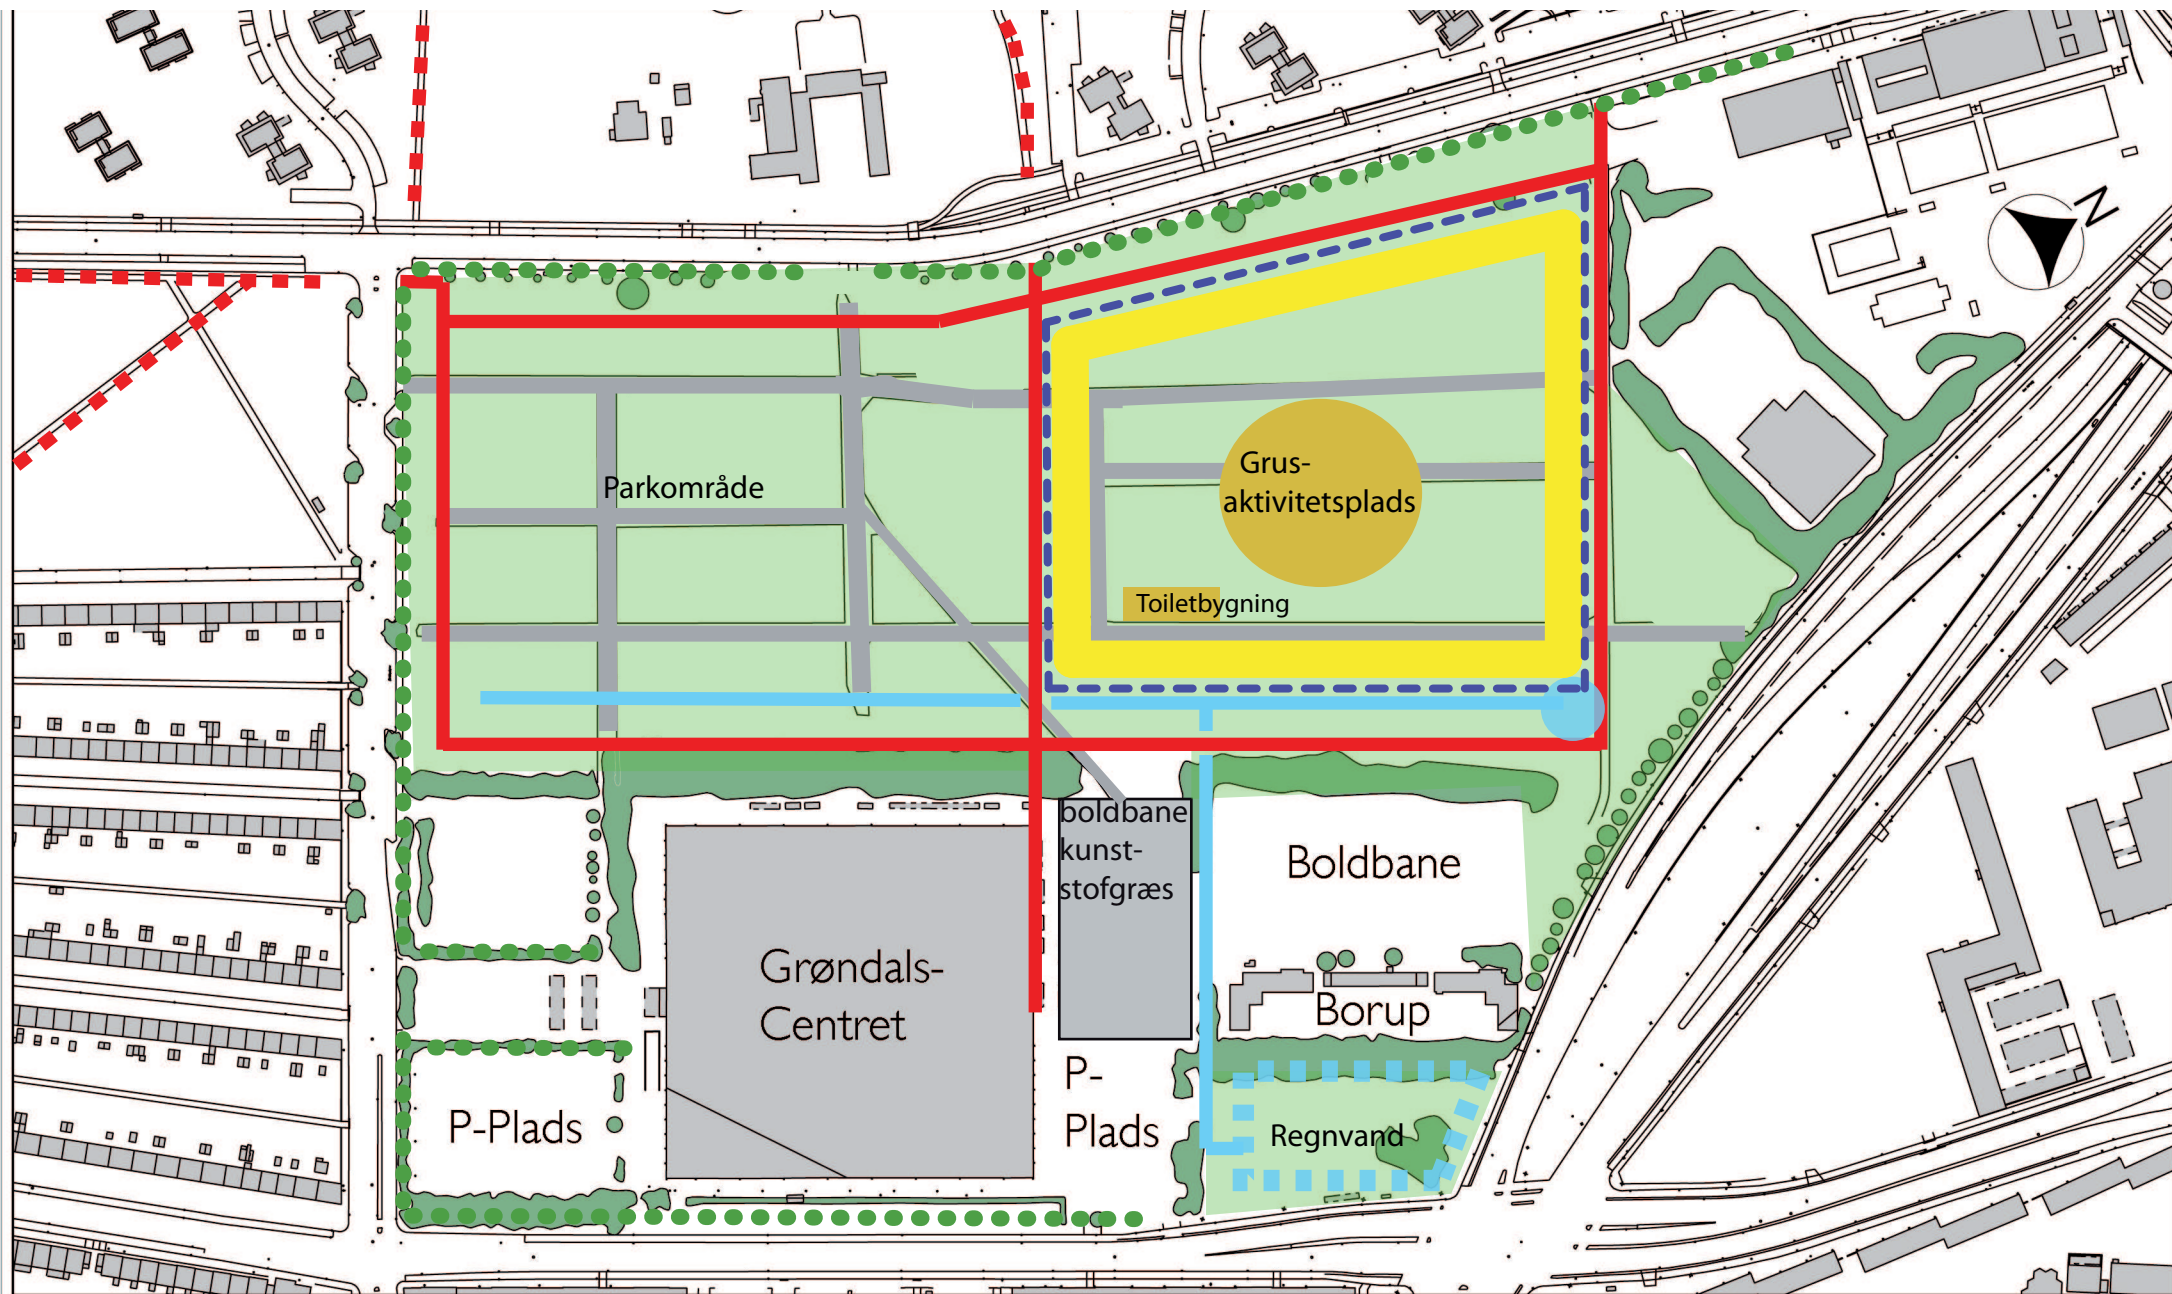 N
Parkområde
Grus-
aktivitetsplads
Toiletbygning
boldbane
kunst-
stofgræs
Boldbane
Grøndals-
Centret
Borup
P-
Plads
P-Plads
Regnvand